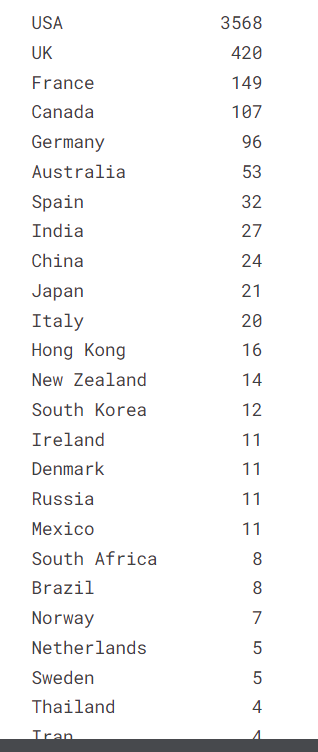 USA 3568
UK 420
France 149
Canada 107
Germany 96
Australia 53
Spain 32
India 27
China 24
Japan 21
Italy 20
Hong Kong 16
New Zealand 14
South Korea 12
Ireland 11
Denmark 11
Russia 11
Mexico 11
South Africa 8
Brazil 8
Norway 7
Netherlands 5
Sweden 5
Thailand 4
Iran 4